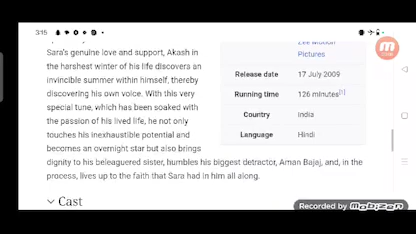 3:15
Sara's genuine love and support, Akash in
the harshest winter of his life discovers an
invincible summer within himself, thereby
discovering his own voice. With this very
special tune, which has been soaked with
the passion of his lived life, he not only
touches his inexhaustible potential and
becomes an overnight star but also brings
dignity to his beleaguered sister, humbles his biggest detractor, Aman Bajaj, and, in the
process, lives up to the faith that Sara had in him all along.
Zee Motion
Pictures
Release date 17 July 2009
Running time 126 minutes[1]
Country India
Language Hindi
Cast
Recorded by Mobizen